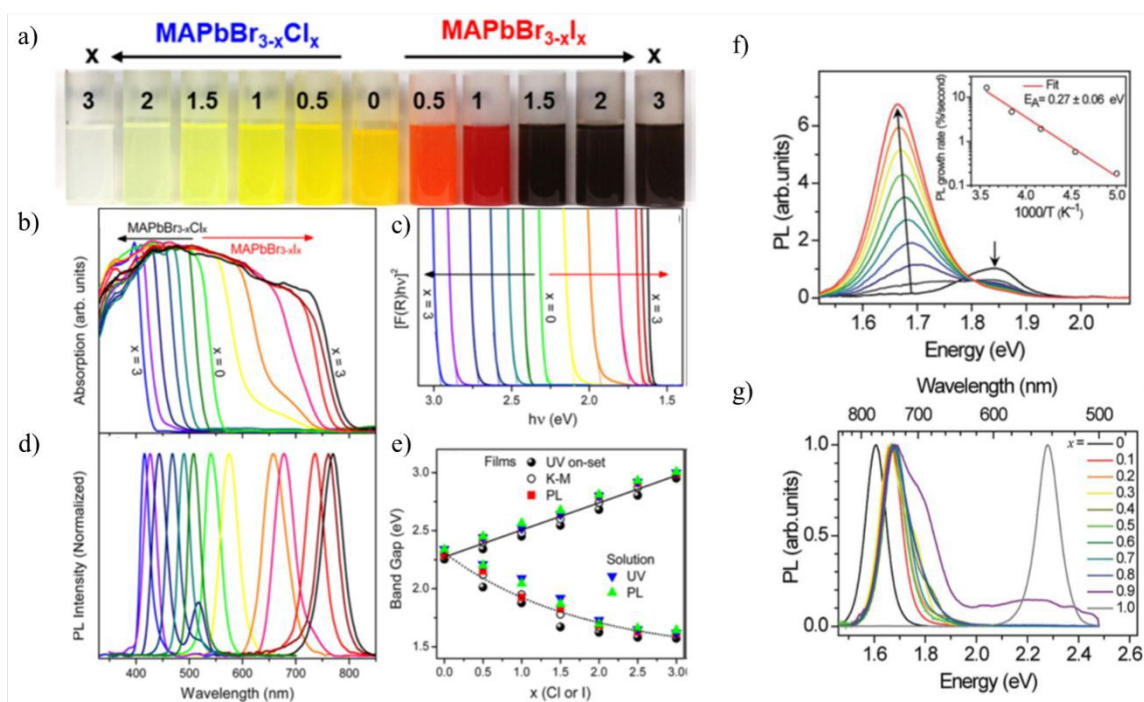 a)
MAPbBr3-xClx
MAPbBr3-xIx
x
x
3
2
1.5
1
0.5
0
0.5
1
1.5
2
3
b)
MAPbBr3-xClx
MAPbBr3-xIx
Absorption (arb. units)
x = 3
x = 0
x = 3
c)
[F(R)hν]2
x = 3
x = 0
x = 3
3.0 2.5 2.0 1.5
hν (eV)
d)
PL Intensity (Normalized)
400 500 600 700 800
Wavelength (nm)
e)
Films
UV on-set
K-M
PL
Solution
UV
PL
Band Gap (eV)
3.0
2.5
2.0
1.5
0.0 0.5 1.0 1.5 2.0 2.5 3.0
x (Cl or I)
f)
PL (arb.units)
6
5
4
3
2
1
0
1.6 1.7 1.8 1.9 2.0
Energy (eV)
PL growth rate (%/second)
10
1
0.1
Fit
EA= 0.27 ± 0.06 eV
3.5 4.0 4.5 5.0
1000/T (K-1)
g)
Wavelength (nm)
800 700 600 500
PL (arb.units)
1.0
0.5
0.0
x =
0
0.1
0.2
0.3
0.4
0.5
0.6
0.7
0.8
0.9
1.0
1.6 1.8 2.0 2.2 2.4 2.6
Energy (eV)